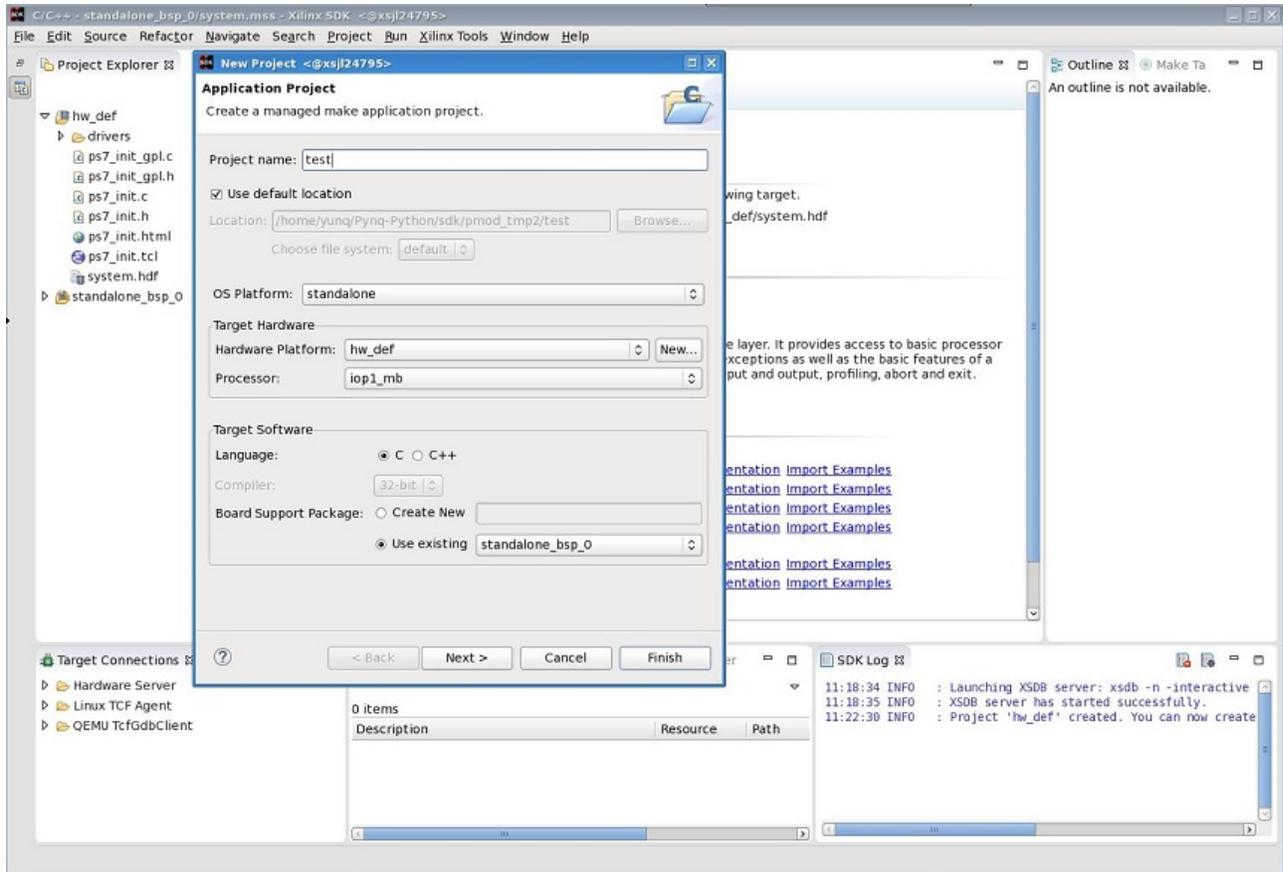 C/C++ - standalone_bsp_0/system.mss - Xilinx SDK <@xsjl24795>
File Edit Source Refactor Navigate Search Project Run Xilinx Tools Window Help
Project Explorer
hw_def
drivers
ps7_init_gpl.c
ps7_init_gpl.h
ps7_init.c
ps7_init.h
ps7_init.html
ps7_init.tcl
system.hdf
standalone_bsp_0
New Project <@xsjl24795>
Application Project
Create a managed make application project.
Project name: test
Use default location
Location: /home/yunq/Pynq-Python/sdk/pmod_tmp2/test Browse...
Choose file system: default
OS Platform: standalone
Target Hardware
Hardware Platform: hw_def New...
Processor: iop1_mb
Target Software
Language: C C++
Compiler: 32-bit
Board Support Package: Create New
Use existing standalone_bsp_0
< Back Next > Cancel Finish
wing target.
_def/system.hdf
e layer. It provides access to basic processor
xceptions as well as the basic features of a
put and output, profiling, abort and exit.
entation Import Examples
entation Import Examples
entation Import Examples
entation Import Examples
entation Import Examples
entation Import Examples
Outline Make Ta
An outline is not available.
Target Connections
Hardware Server
Linux TCF Agent
QEMU TcfGdbClient
er
0 items
Description Resource Path
SDK Log
11:18:34 INFO : Launching XSDB server: xsdb -n -interactive
11:18:35 INFO : XSDB server has started successfully.
11:22:30 INFO : Project 'hw_def' created. You can now create